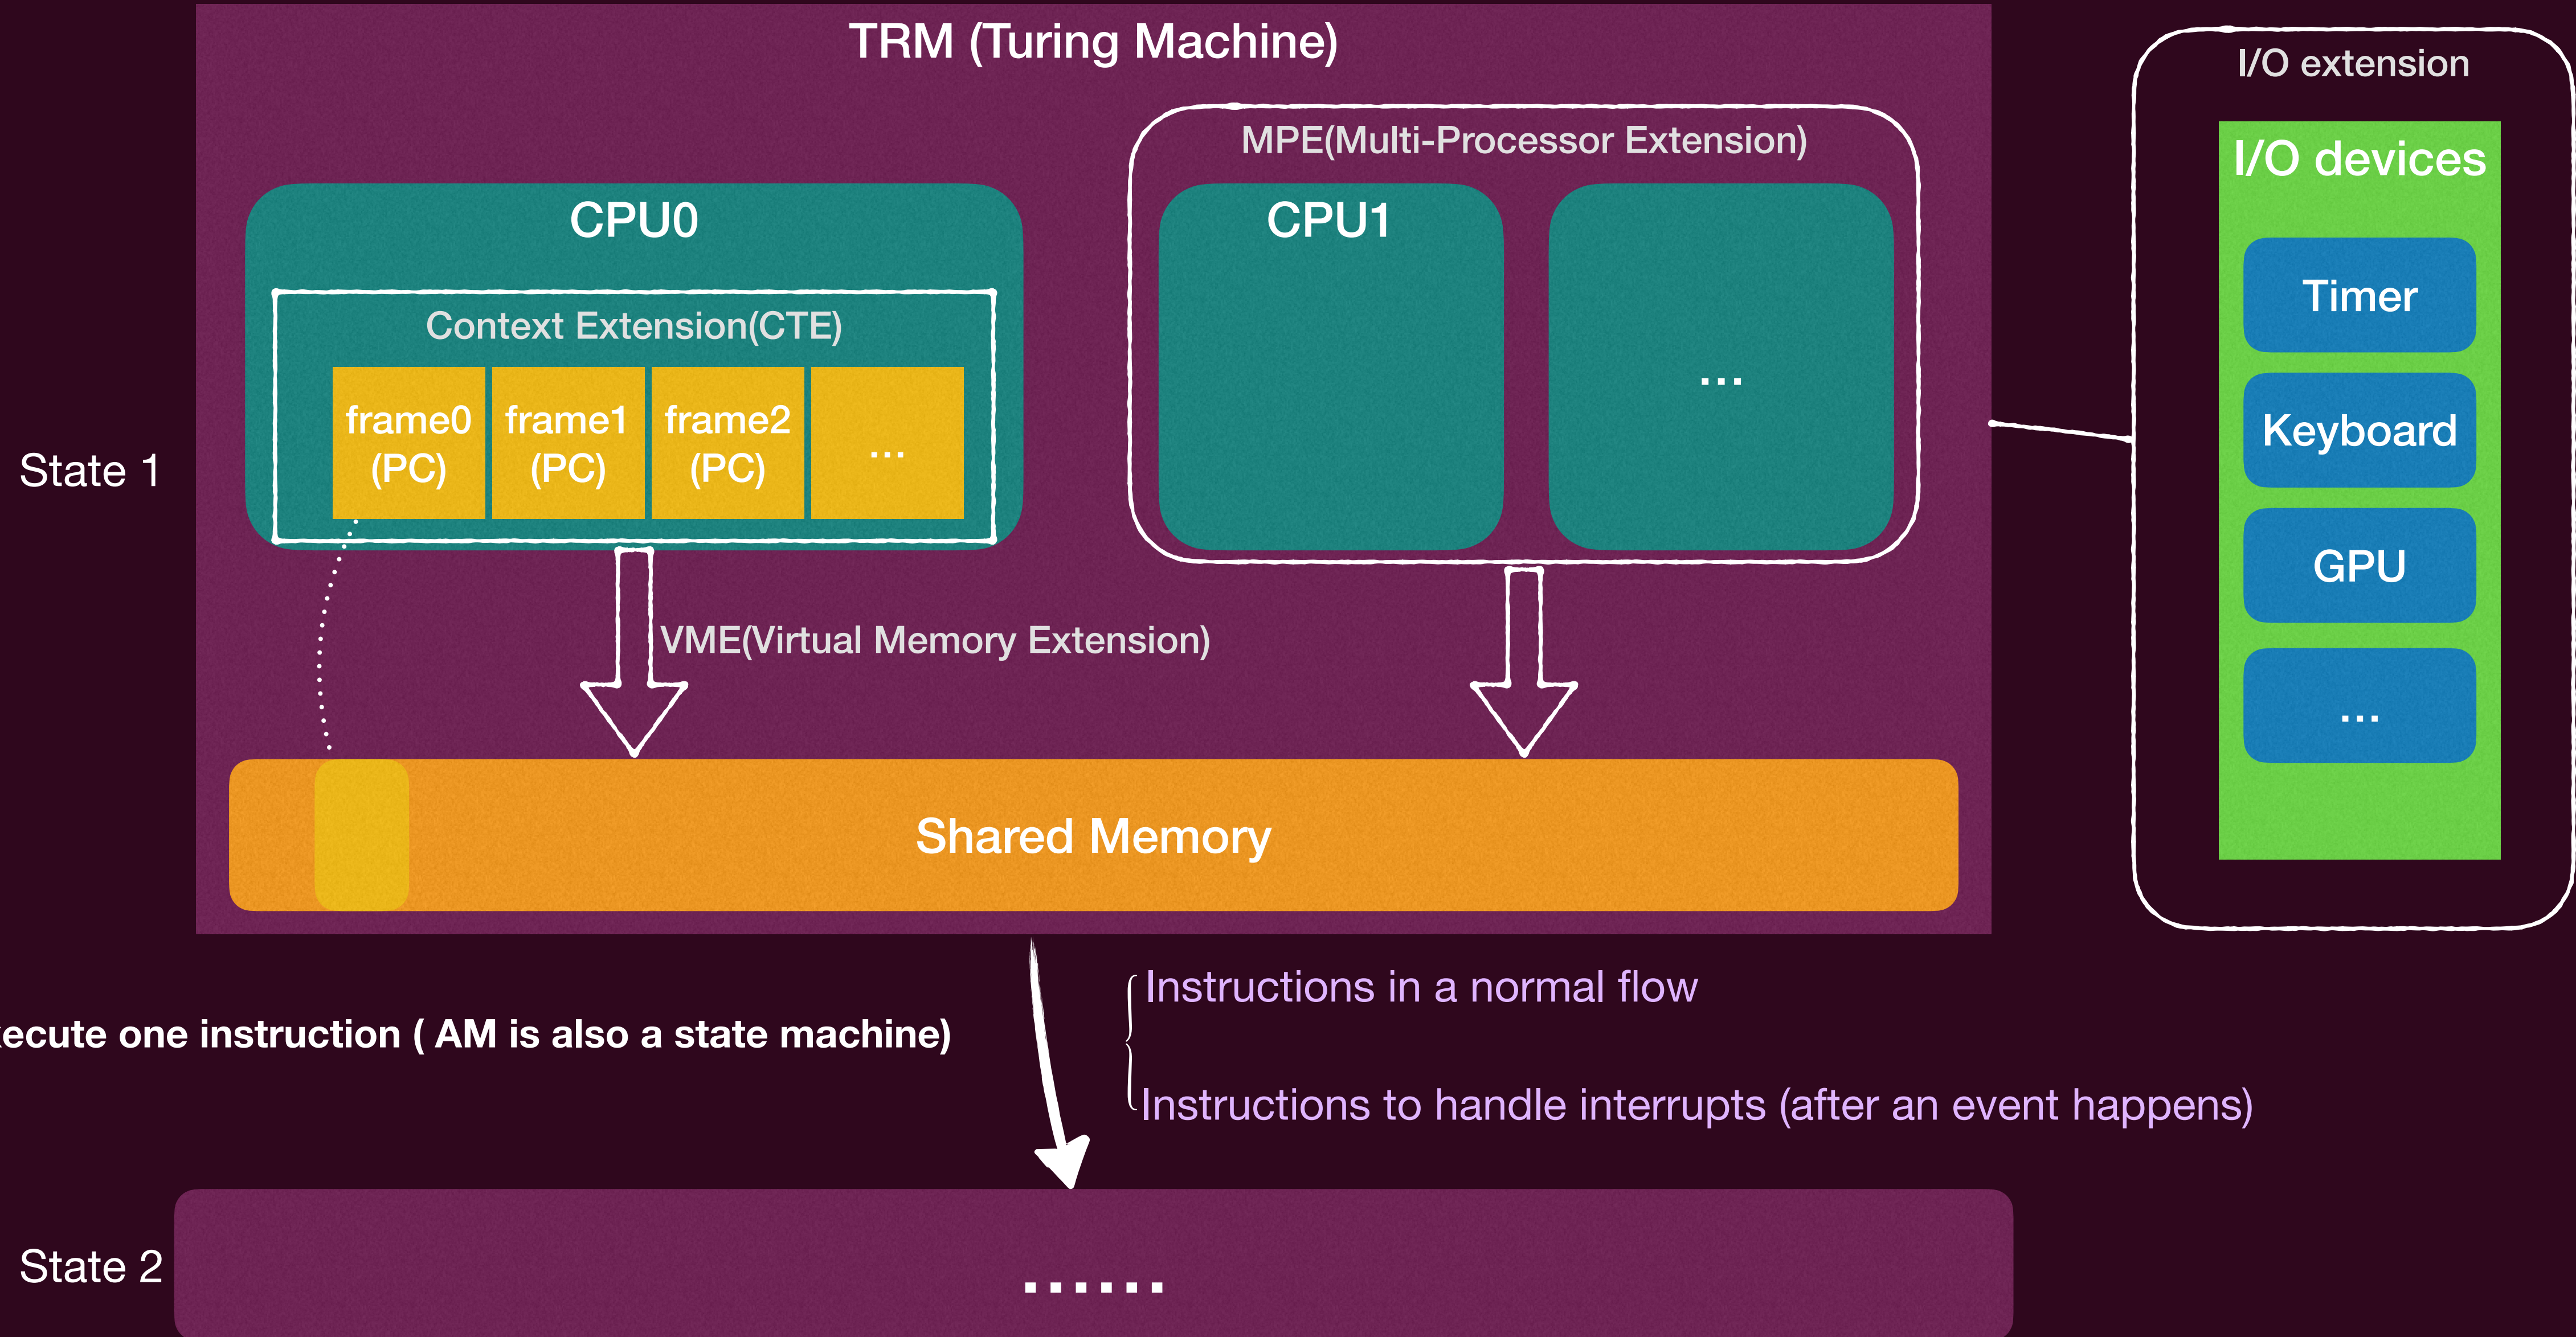 TRM (Turing Machine)
I/O extension
MPE(Multi-Processor Extension)
I/O devices
CPU0
CPU1
Timer
Context Extension(CTE)
frame0
(PC)
frame1
(PC)
frame2
(PC)
...
...
Keyboard
State 1
GPU
VME(Virtual Memory Extension)
...
Shared Memory
Instructions in a normal flow
ecute one instruction ( AM is also a state machine)
Instructions to handle interrupts (after an event happens)
State 2
......